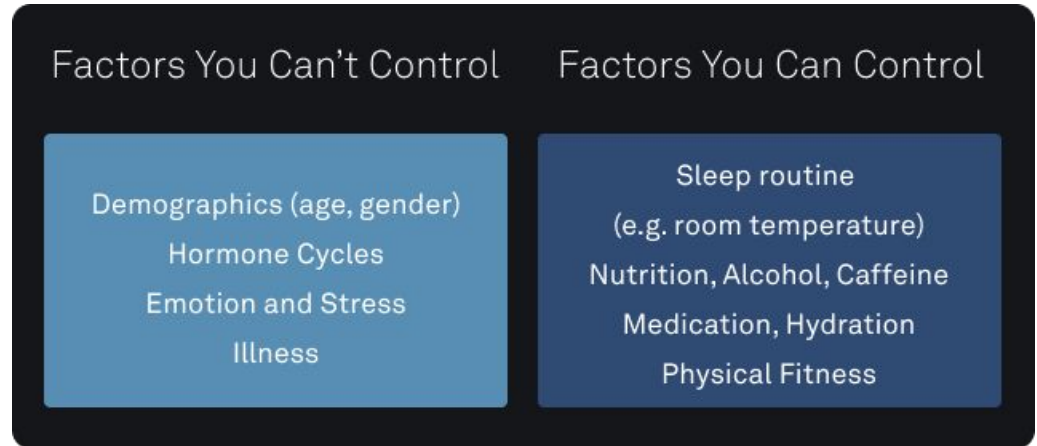 Factors You Can’t Control
Demographics (age, gender)
Hormone Cycles
Emotion and Stress
Illness
Factors You Can Control
Sleep routine
(e.g. room temperature)
Nutrition, Alcohol, Caffeine
Medication, Hydration
Physical Fitness